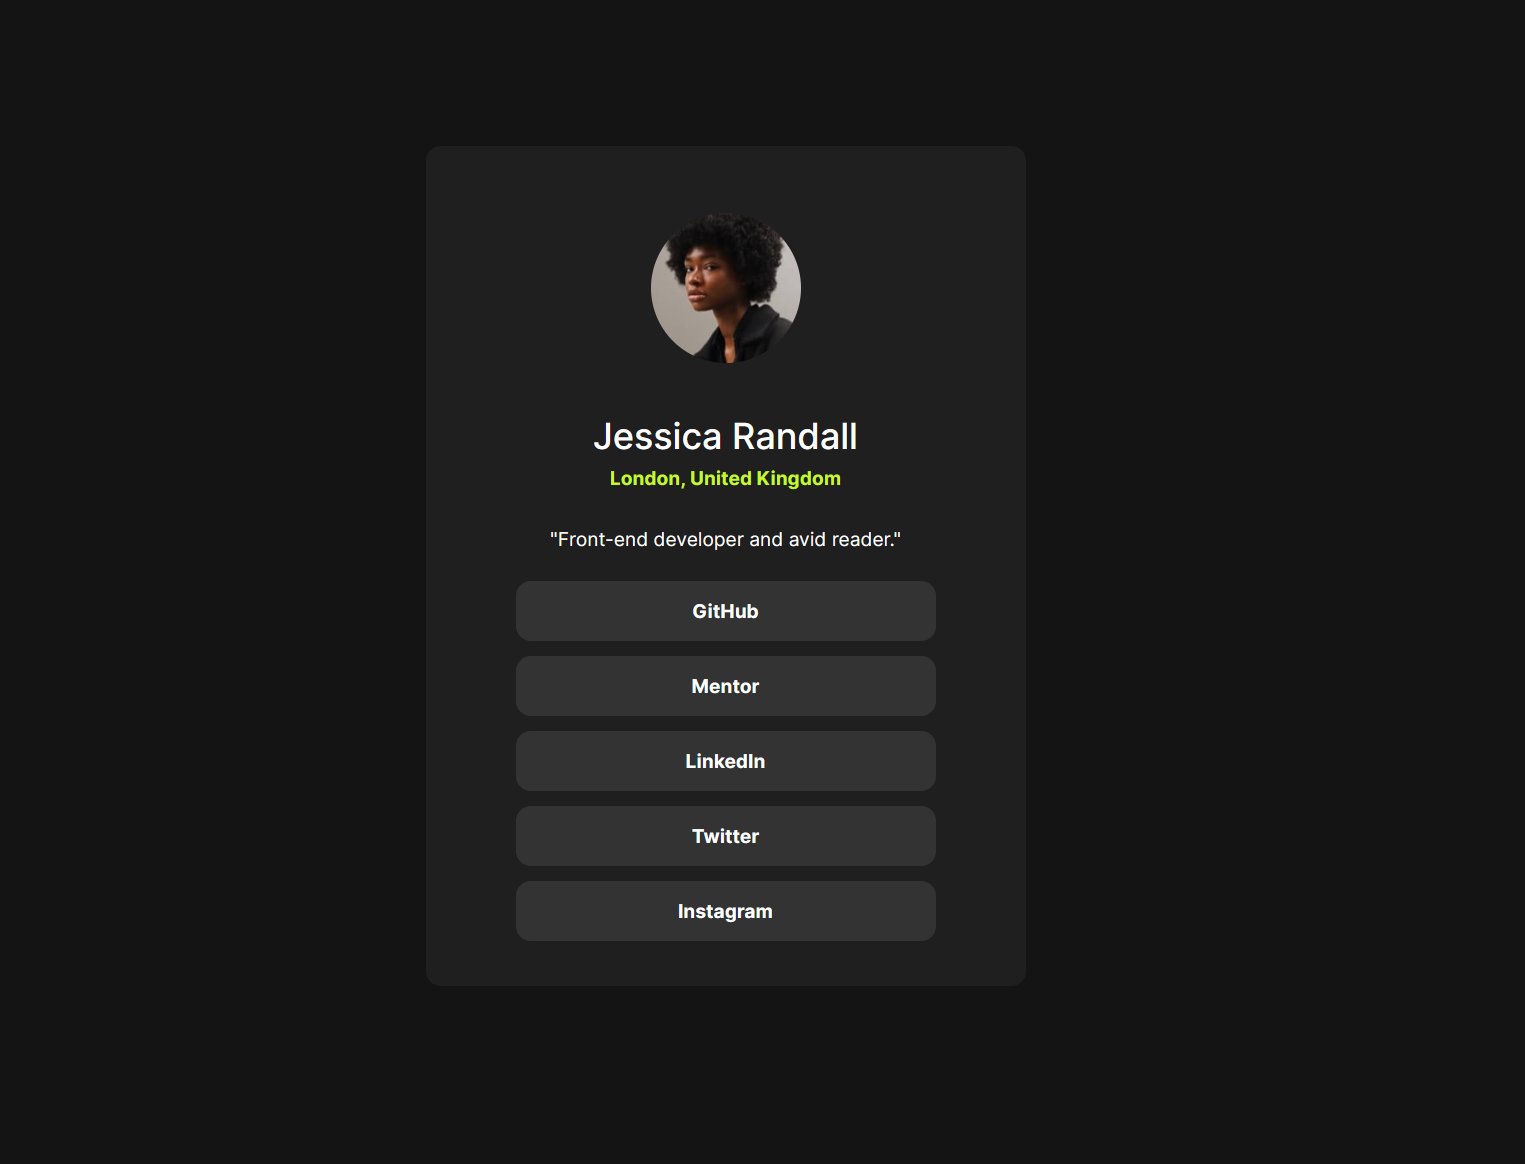 Jessica Randall
London, United Kingdom
"Front-end developer and avid reader."
GitHub
Mentor
LinkedIn
Twitter
Instagram